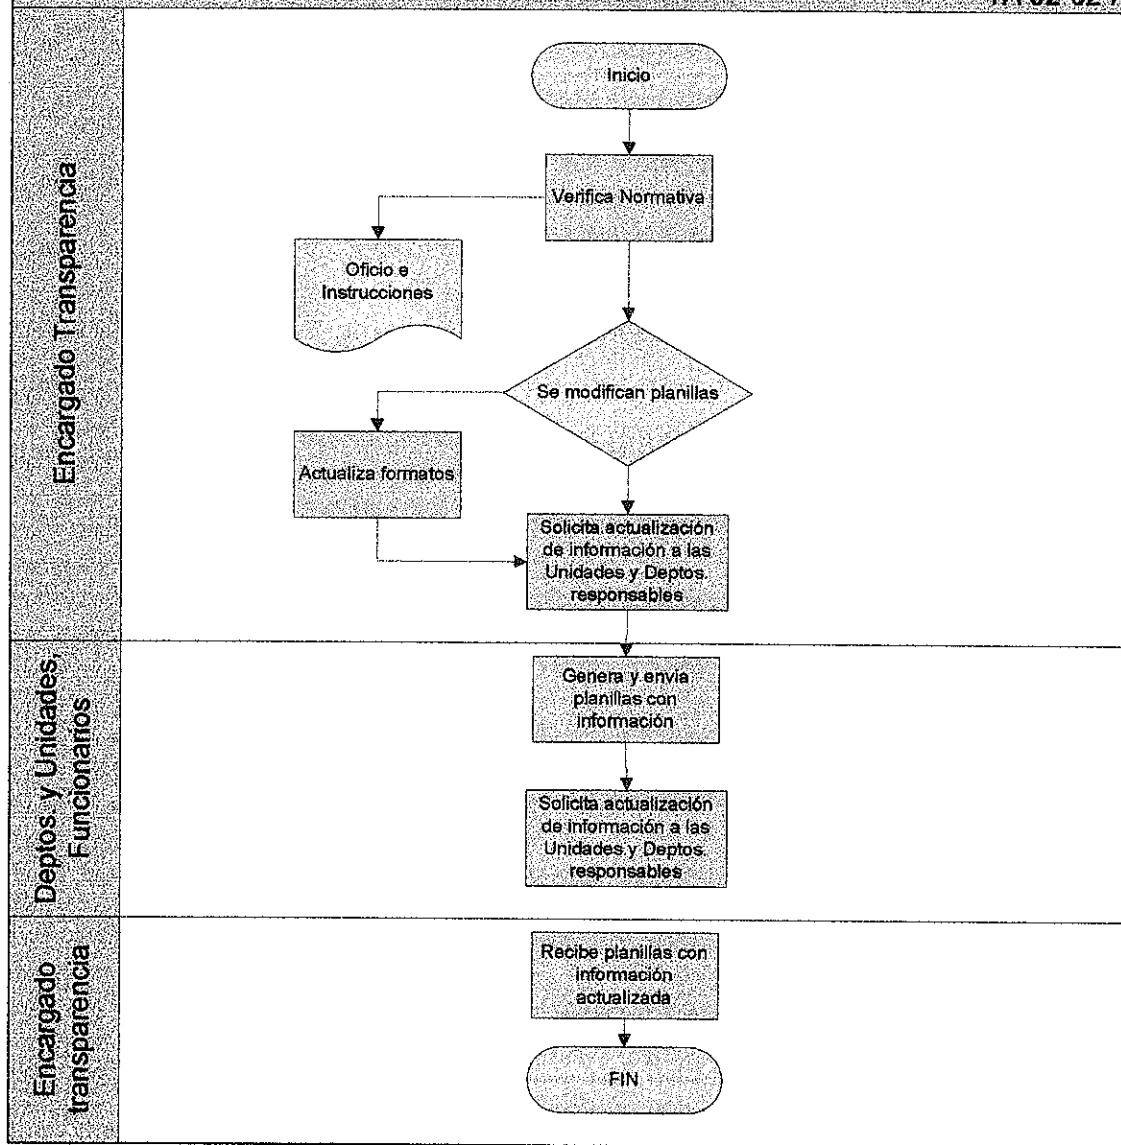 Encargado Transparencia
Inicio
Verifica Normativa
Oficio e
Instrucciones
Se modifican planillas
Actualiza formatos
Solicita actualización
de información a las
Unidades y Deptos.
responsables
Deptos. y Unidades,
Funcionarios
Genera y envia
planillas con
información
Solicita actualización
de información a las
Unidades y Deptos.
responsables
Encargado
transparencia
Recibe planillas con
información
actualizada
FIN